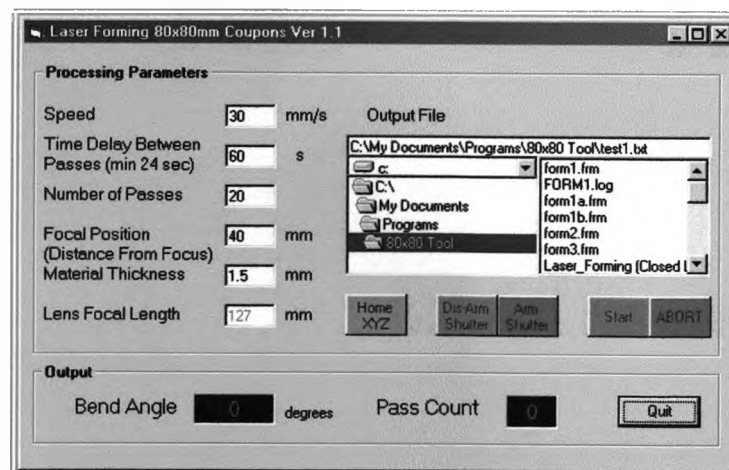 Laser Forming 80x80mm Coupons Ver 1.1
Processing Parameters
Speed 30 mm/s
Time Delay Between
Passes (min 24 sec) 60 s
Number of Passes 20
Focal Position
(Distance From Focus) 40 mm
Material Thickness 1.5 mm
Lens Focal Length 127 mm
Output File
C:\My Documents\Programs\80x80 Tool\test1.txt
c:
C:\
My Documents
Programs
80x80 Tool
form1.frm
FORM1.log
form1a.frm
form1b.frm
form2.frm
form3.frm
Laser_Forming (Closed L
Home
XYZ
Dis-Arm
Shutter
Arm
Shutter
Start
ABORT
Output
Bend Angle 0 degrees
Pass Count 0
Quit